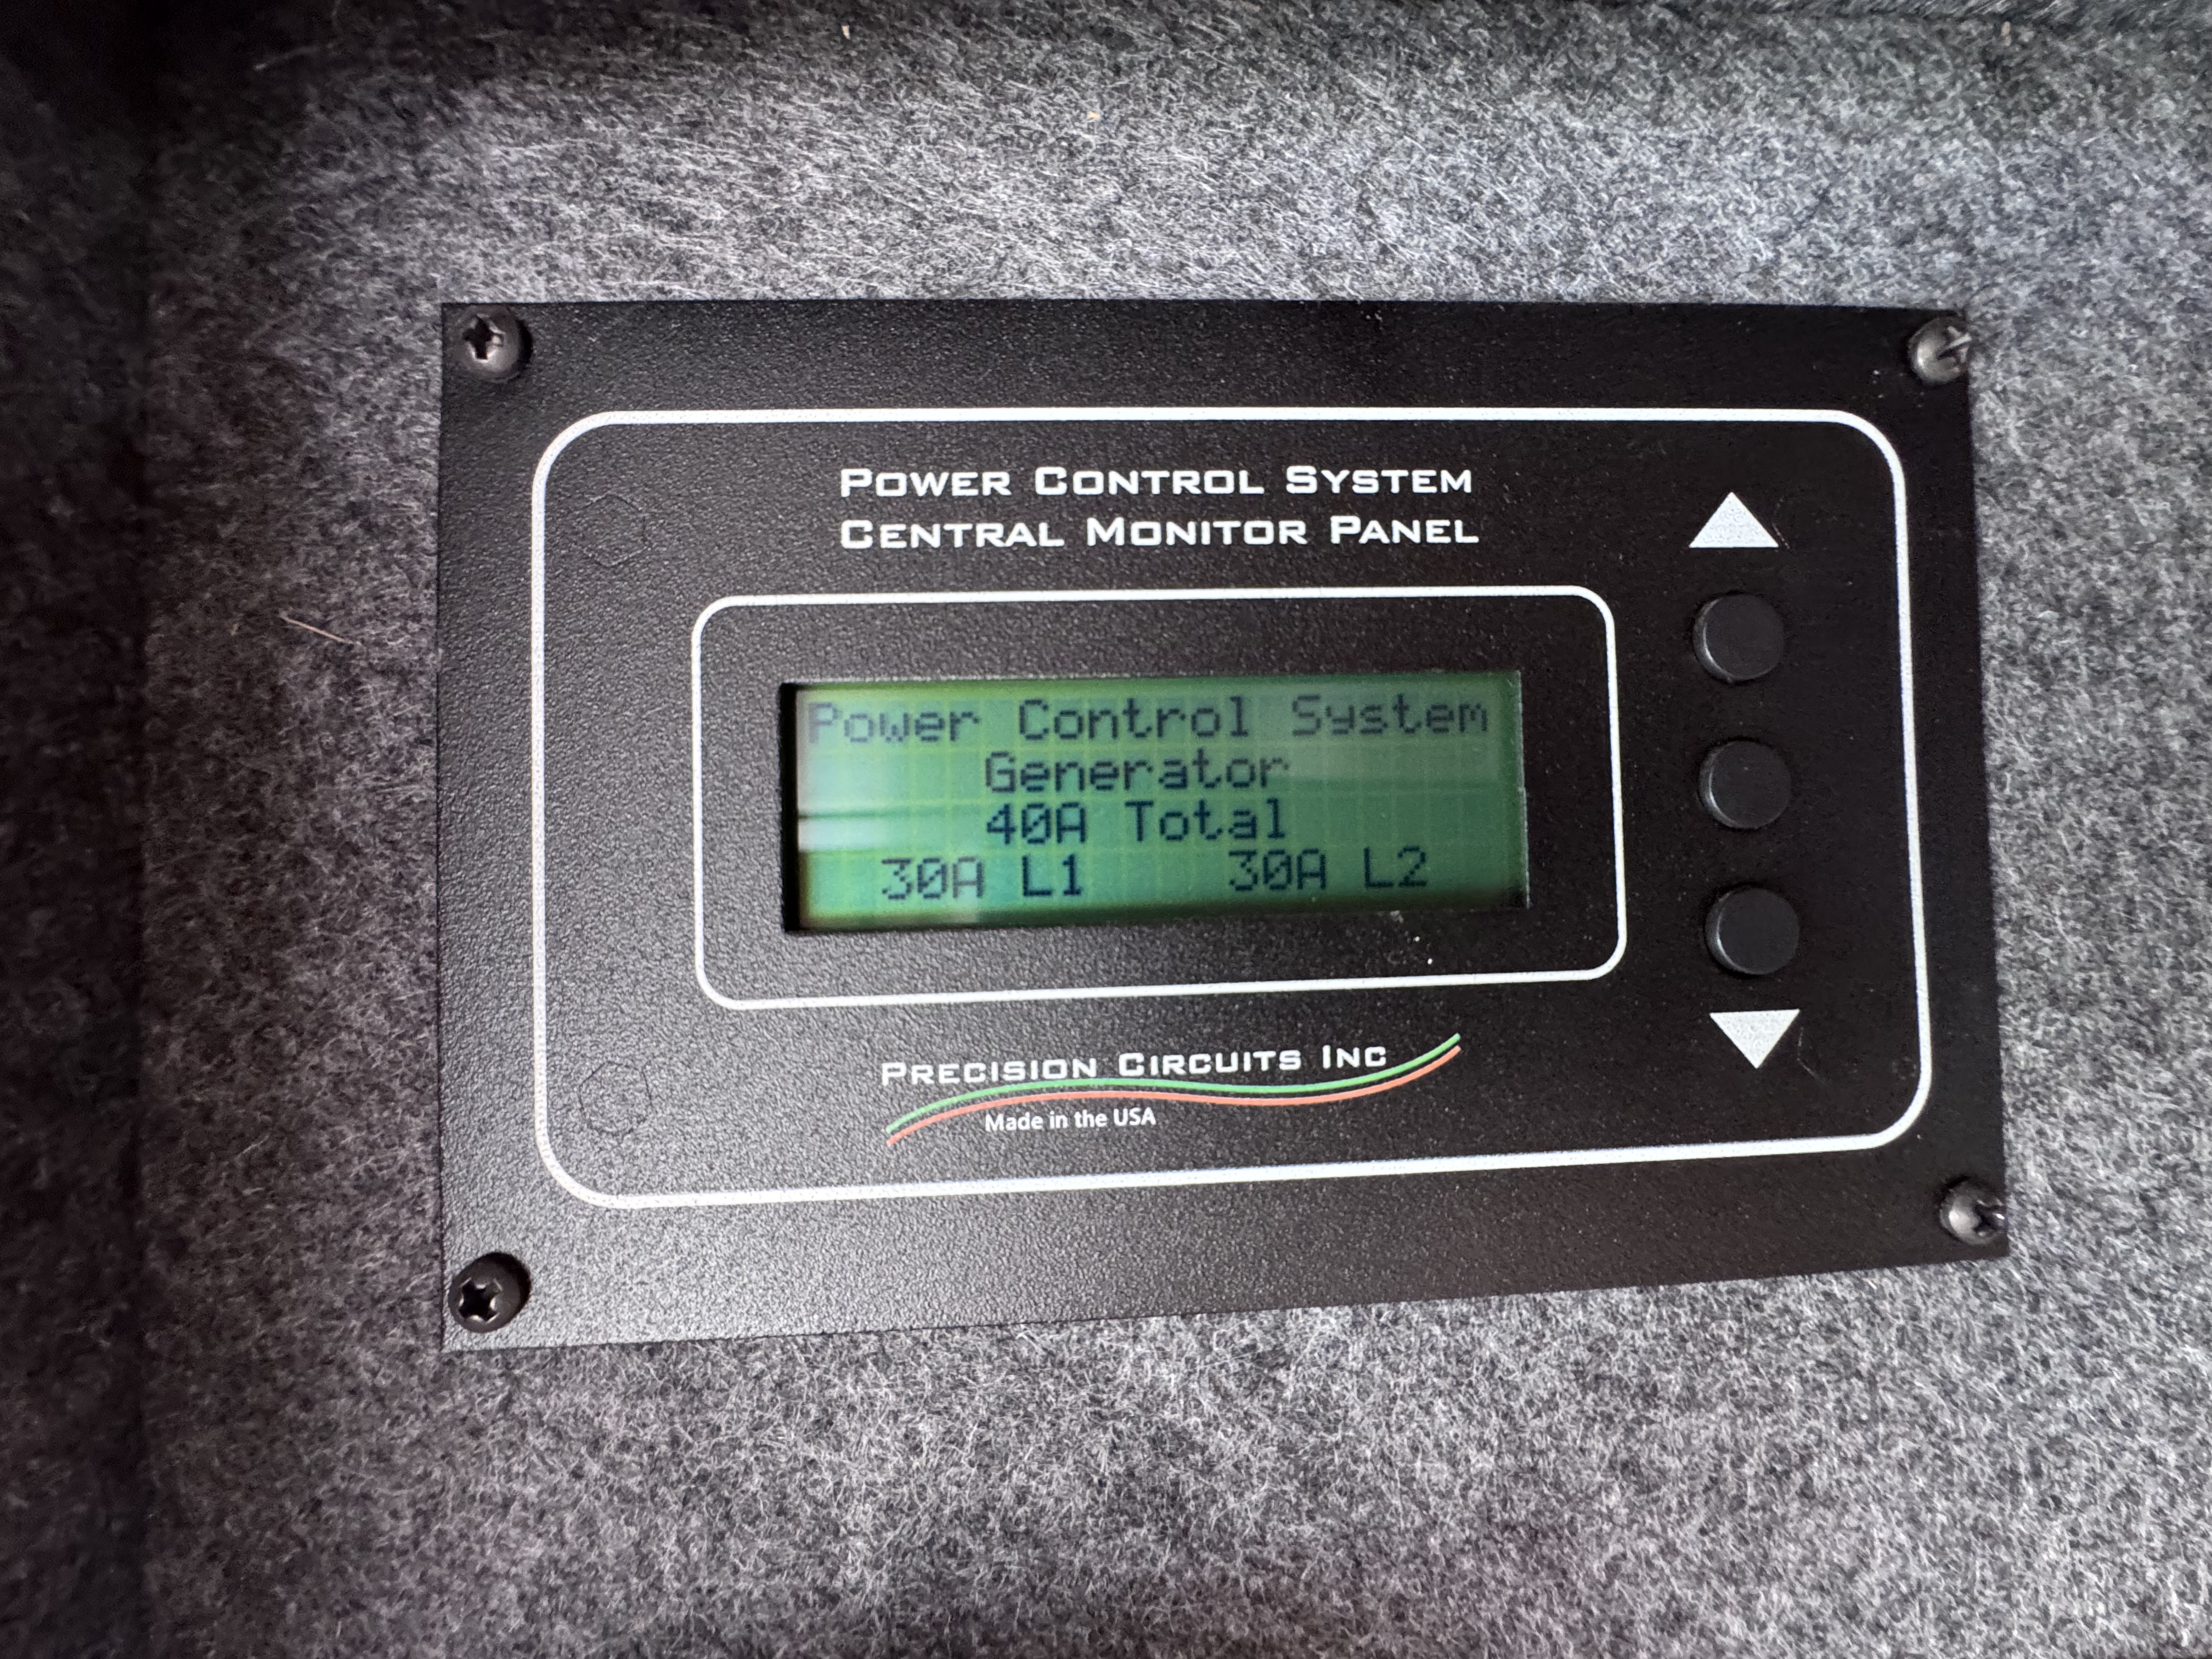 POWER CONTROL SYSTEM
CENTRAL MONITOR PANEL
Power Control System
Generator
40A Total
30A L1 30A L2
PRECISION CIRCUITS INC
Made in the USA